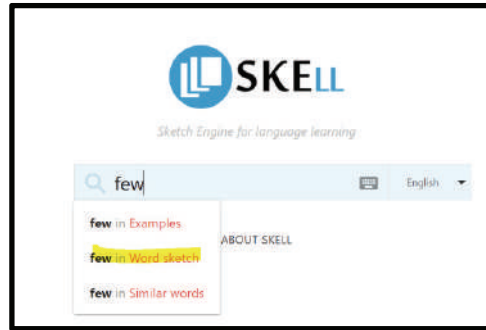 SKELL
Sketch Engine for language learning
few
English
few in Examples
ABOUT SKELL
few in Word sketch
few in Similar words